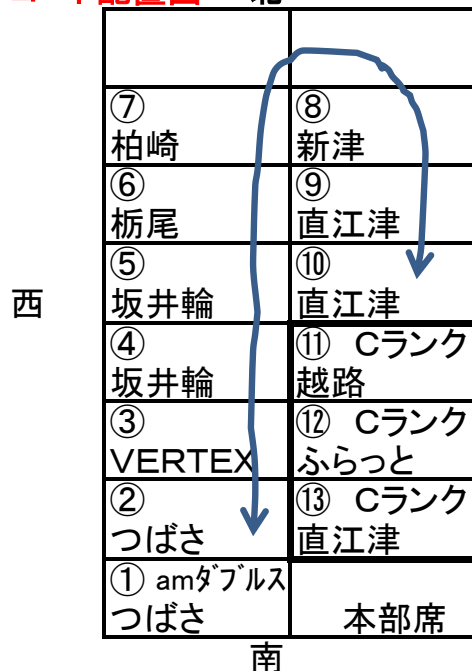 北
⑦
柏崎
⑧
新津
⑥
栃尾
⑨
直江津
⑤
坂井輪
⑩
直江津
西
④
坂井輪
⑪ Cランク
越路
③
VERTEX
⑫ Cランク
ふらっと
②
つばさ
⑬ Cランク
直江津
① amダブルス
つばさ
本部席
南